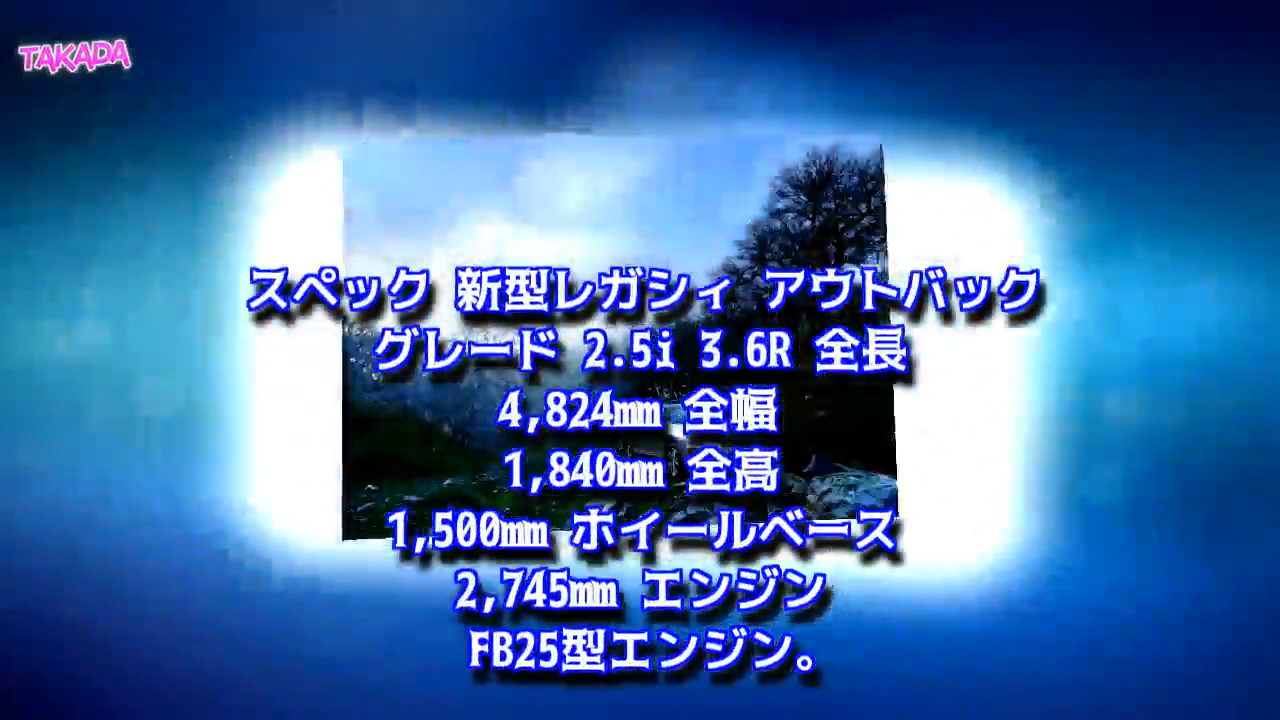 TAKADA
スペック 新型レガシィ アウトバック
グレード 2.5i 3.6R 全長
4,824mm 全幅
1,840mm 全高
1,500mm ホイールベース
2,745mm エンジン
FB25型エンジン。